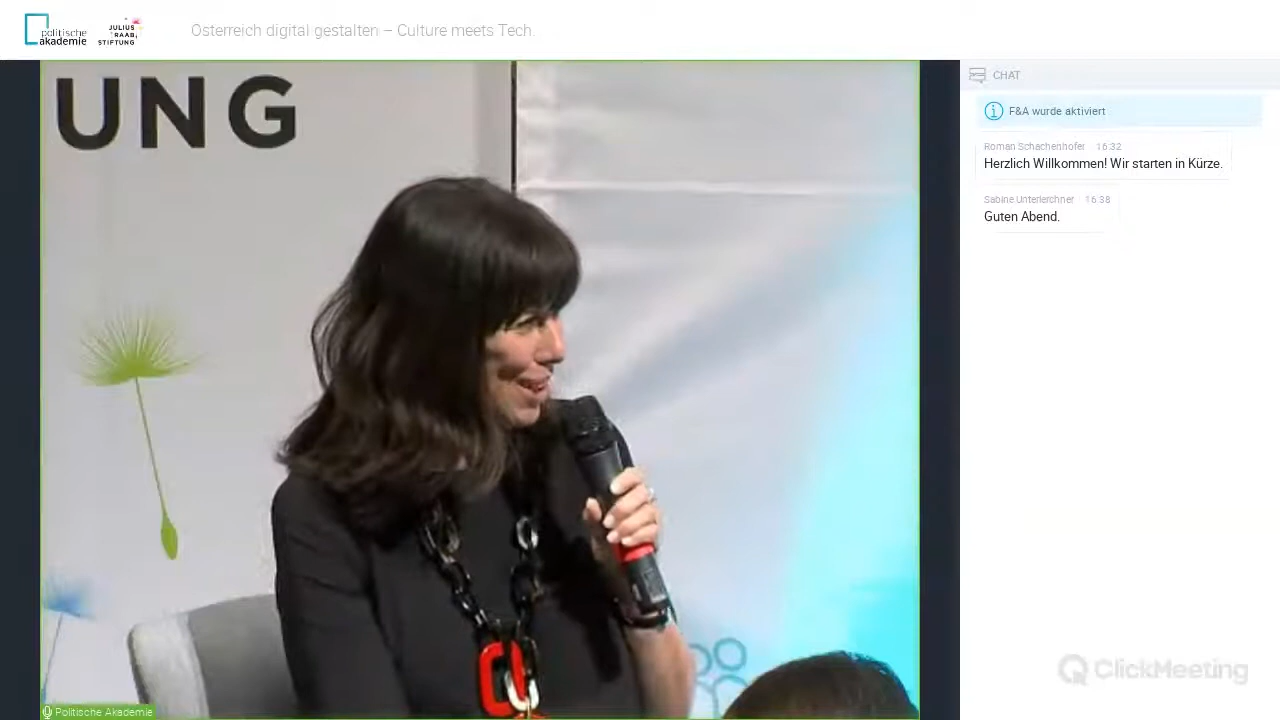 politische
akademie
JULIUS
RAAB
STIFTUNG
Österreich digital gestalten – Culture meets Tech.
UNG
Politische Akademie
CHAT
F&A wurde aktiviert
Roman Schachenhofer 16:32
Herzlich Willkommen! Wir starten in Kürze.
Sabine Unterlerchner 16:38
Guten Abend.
ClickMeeting